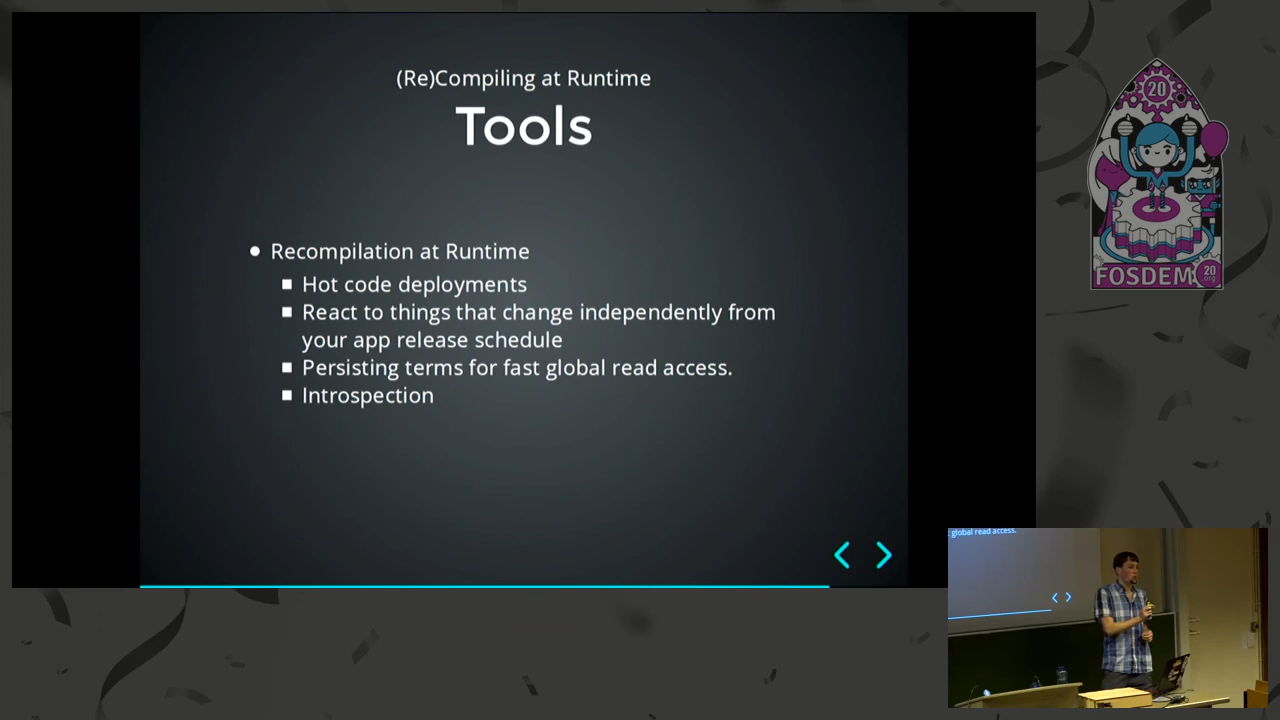 (Re)Compiling at Runtime
Tools
Recompilation at Runtime
Hot code deployments
React to things that change independently from
your app release schedule
Persisting terms for fast global read access.
Introspection
20
FOSDEM
20
org
global read access.